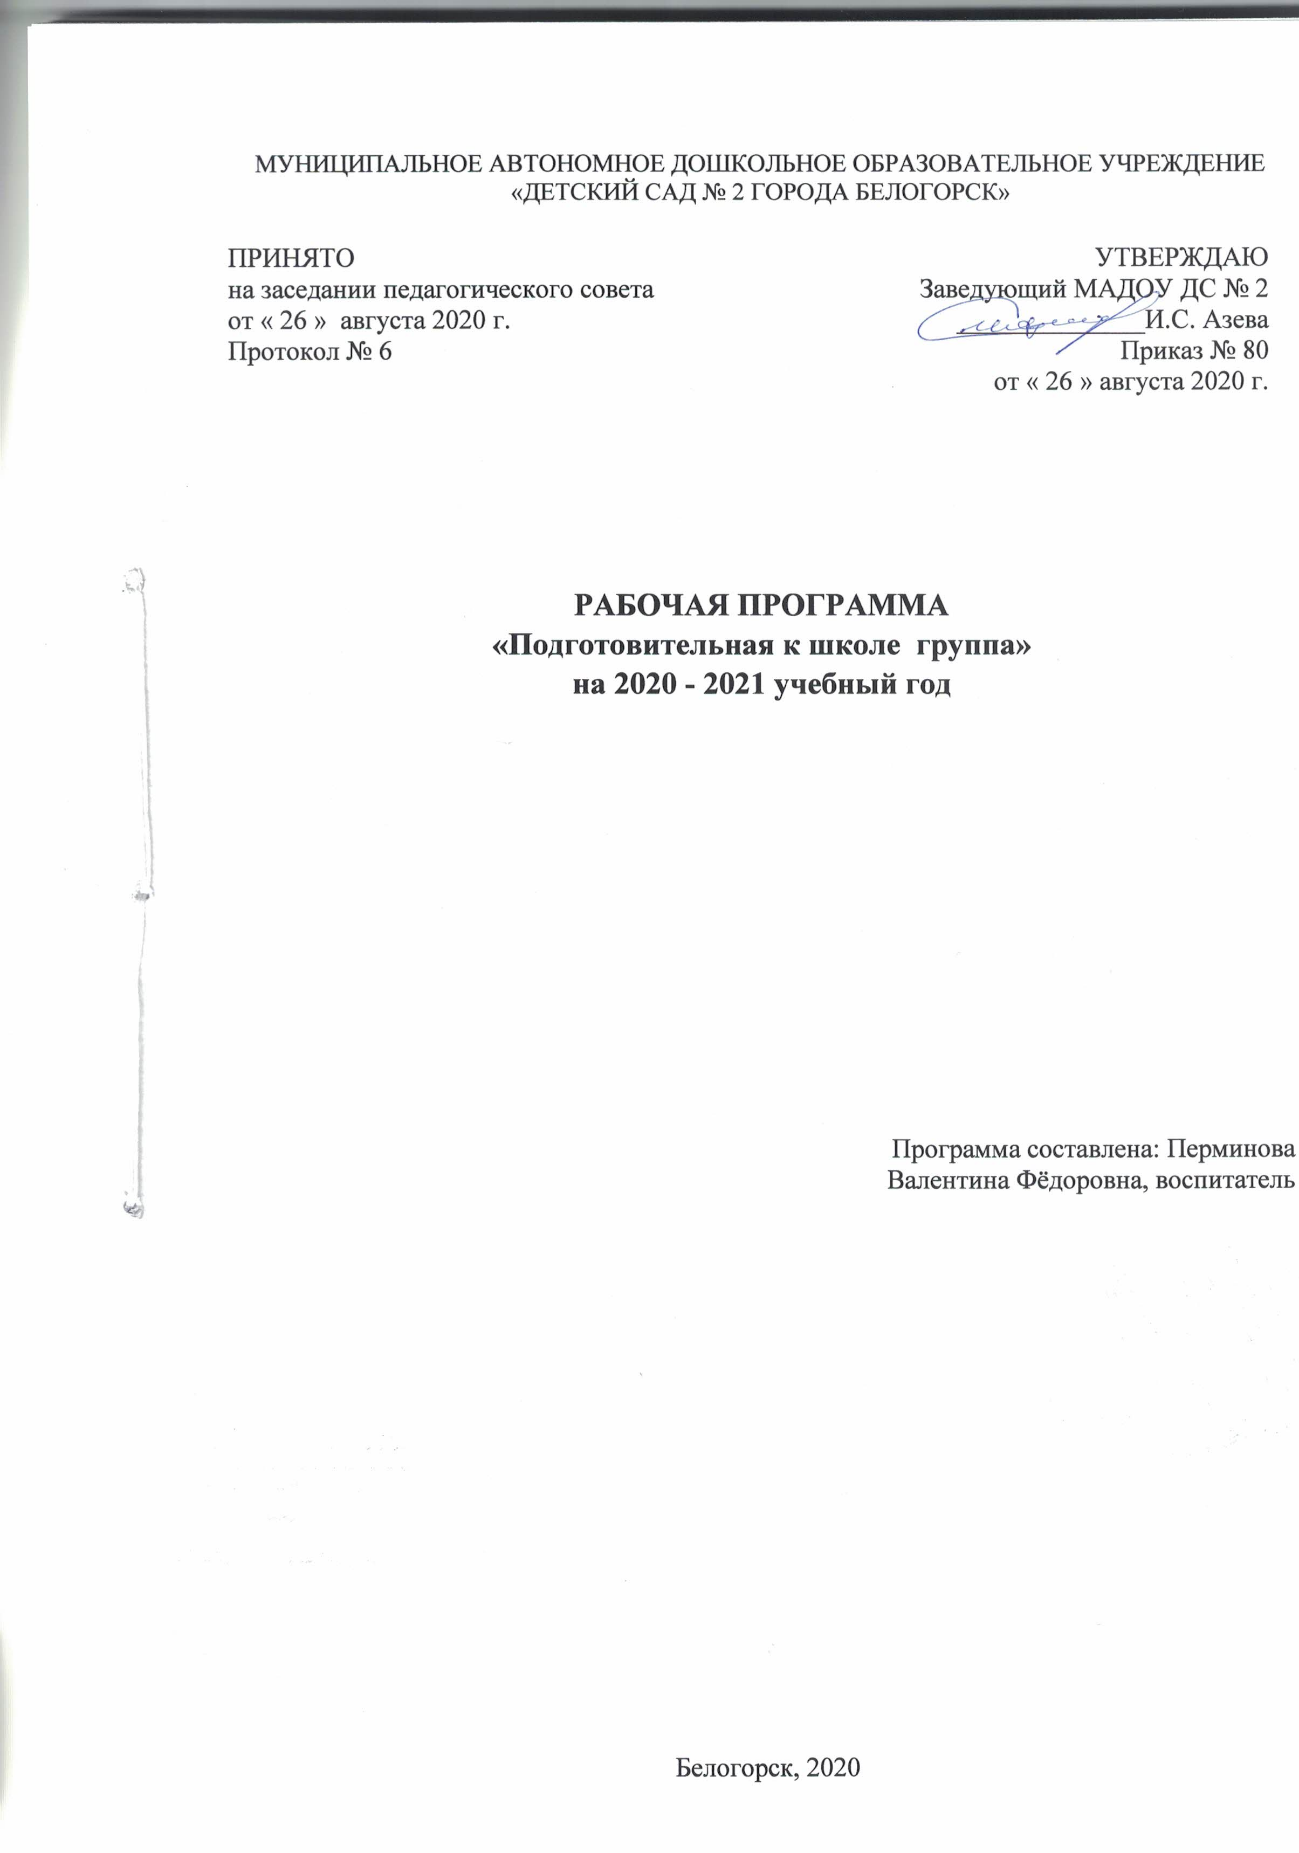 МУНИЦИПАЛЬНОЕ АВТОНОМНОЕ ДОШКОЛЬНОЕ ОБРАЗОВАТЕЛЬНОЕ УЧРЕЖДЕНИЕ
«ДЕТСКИЙ САД № 2 ГОРОДА БЕЛОГОРСК»
ПРИНЯТО
на заседании педагогического совета
от « 26 » августа 2020 г.
Протокол № 6
УТВЕРЖДАЮ
Заведующий МАДОУ ДС № 2
И.С. Азева
Приказ № 80
от « 26 » августа 2020 г.
РАБОЧАЯ ПРОГРАММА
«Подготовительная к школе группа»
на 2020 - 2021 учебный год
Программа составлена: Перминова
Валентина Фёдоровна, воспитатель
Белогорск, 2020